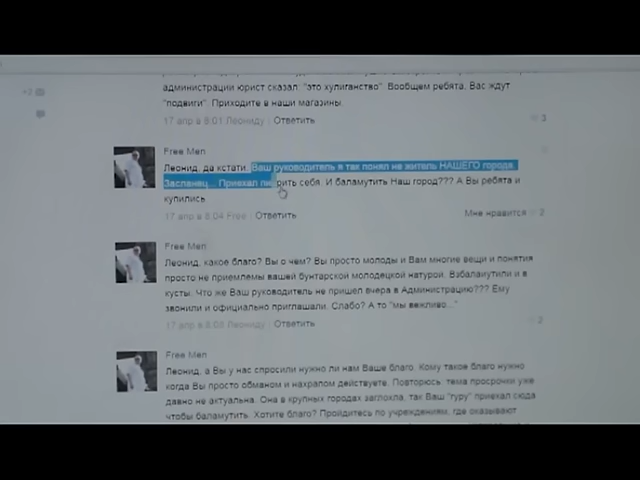 администрации юрист сказал: "это хулиганство". Вообщем ребята, Вас ждут
"подвиги". Приходите в наши магазины.
17 апр в 8:01 Леониду | Ответить
3
+3
Free Men
Леонид, да кстати. Ваш руководитель я так понял не житель НАШЕГО города.
Засланец... Приехал пи рить себя. И баламутить Наш город??? А Вы ребята и
купились
17 апр в 8:04 Free | Ответить
Мне нравится 2
Free Men
Леонид, какое благо? Вы о чем? Вы просто молоды и Вам многие вещи и понятия
просто не приемлемы вашей бунтарской молодецкой натурой. Взбаламутили и в
кусты. Что же Ваш руководитель не пришел вчера в Администрацию??? Ему
звонили и официально приглашали. Слабо? А то "мы вежливо..."
17 апр в 8:00 Леониду | Ответить
2
Free Men
Леонид, а Вы у нас спросили нужно ли нам Ваше благо. Кому такое благо нужно
когда Вы просто обманом и нахрапом действуете. Повторюсь: тема просрочки уже
давно не актуальна. Она в крупных городах заглохла, так Ваш "гуру" приехал сюда
чтобы баламутить. Хотите благо? Пройдитесь по учреждениям, где оказывают